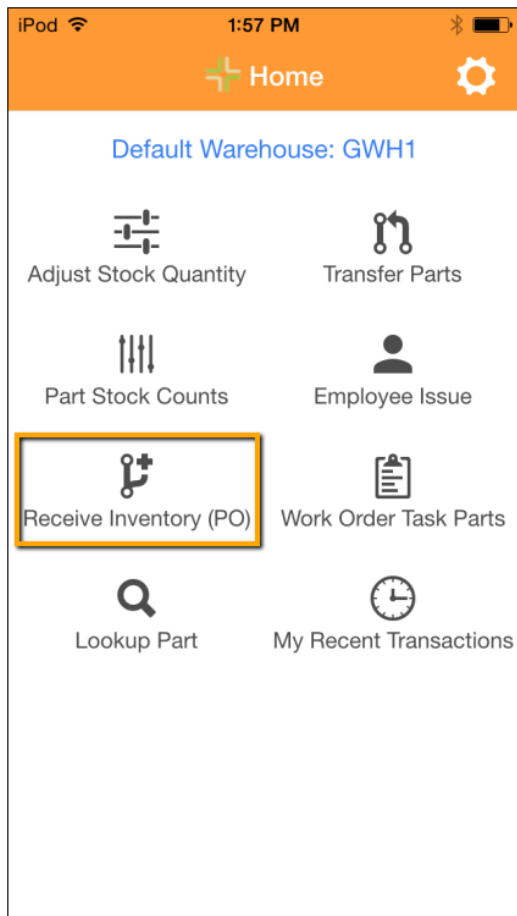 iPod 1:57 PM
Home
Default Warehouse: GWH1
Adjust Stock Quantity Transfer Parts
Part Stock Counts Employee Issue
Receive Inventory (PO) Work Order Task Parts
Lookup Part My Recent Transactions